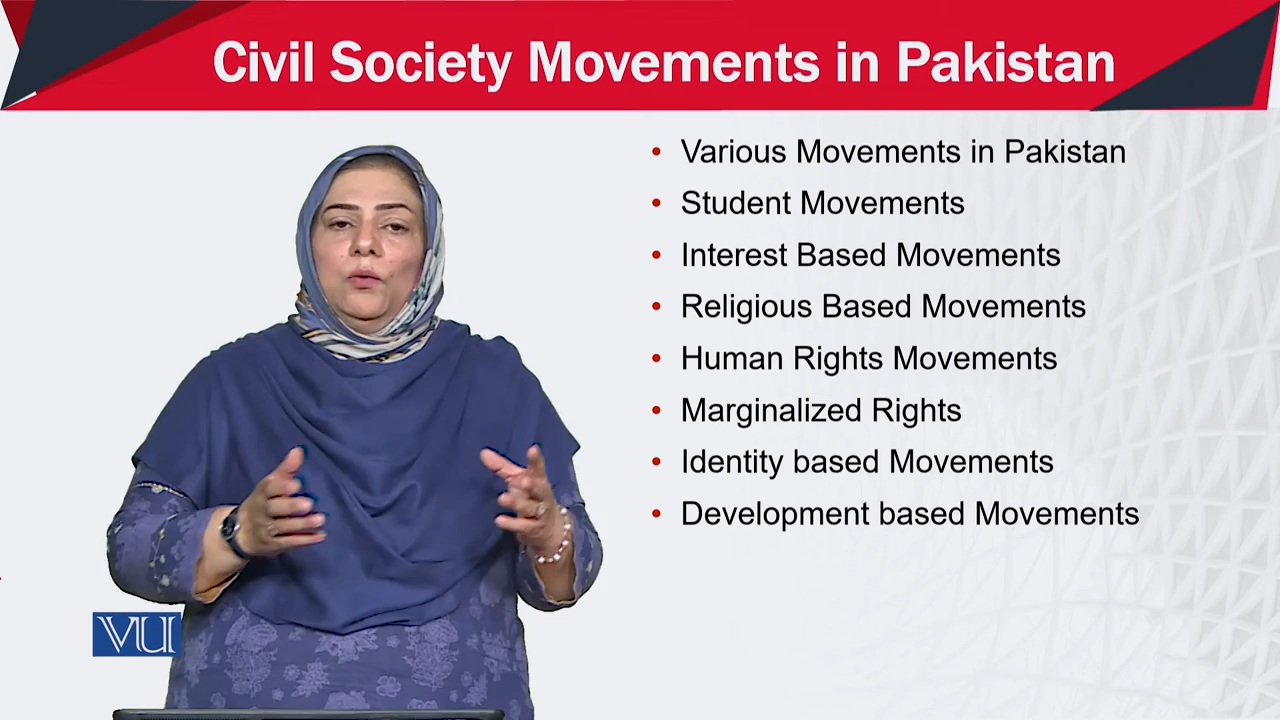 Civil Society Movements in Pakistan
• Various Movements in Pakistan
• Student Movements
• Interest Based Movements
• Religious Based Movements
• Human Rights Movements
• Marginalized Rights
• Identity based Movements
• Development based Movements
VU